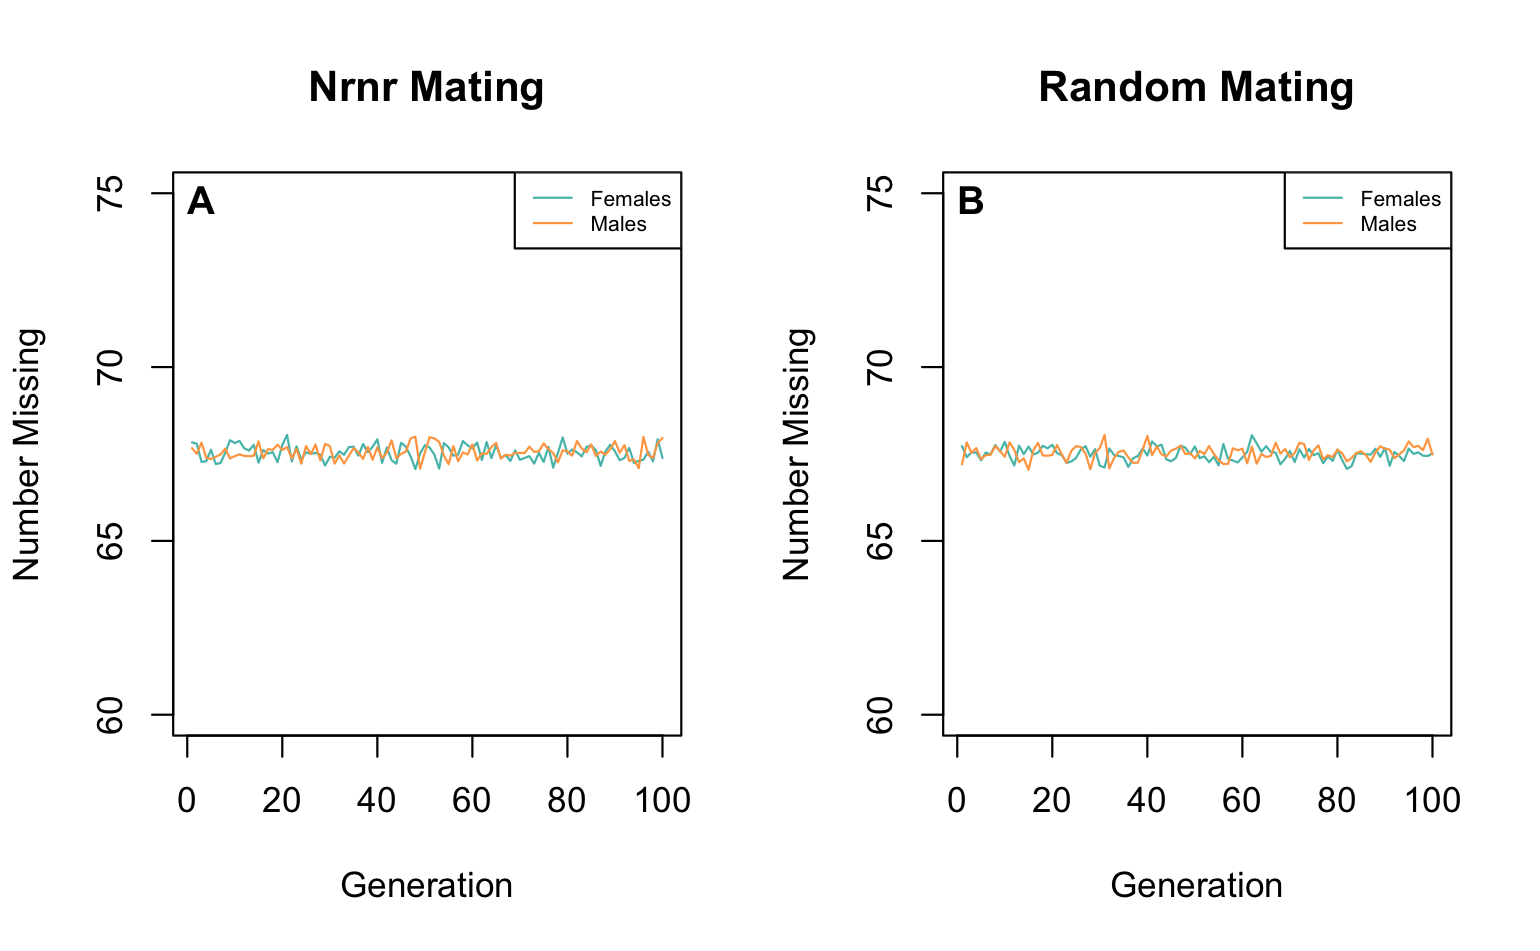 Nrnr Mating
A
Females
Males
75
70
65
60
Number Missing
0 20 40 60 80 100
Generation
Random Mating
B
Females
Males
75
70
65
60
Number Missing
0 20 40 60 80 100
Generation